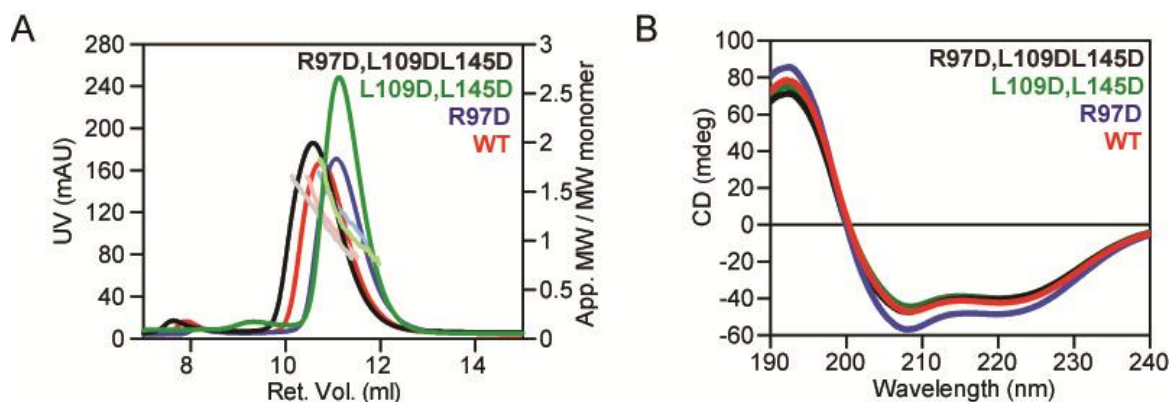 A
280
240
200
160
120
80
40
0
UV (mAU)
8
10
12
14
Ret. Vol. (ml)
3
2.5
2
1.5
1
0.5
0
App. MW / MW monomer
R97D,L109DL145D
L109D,L145D
R97D
WT
B
100
80
60
40
20
0
-20
-40
-60
CD (mdeg)
190
200
210
220
230
240
Wavelength (nm)
R97D,L109DL145D
L109D,L145D
R97D
WT